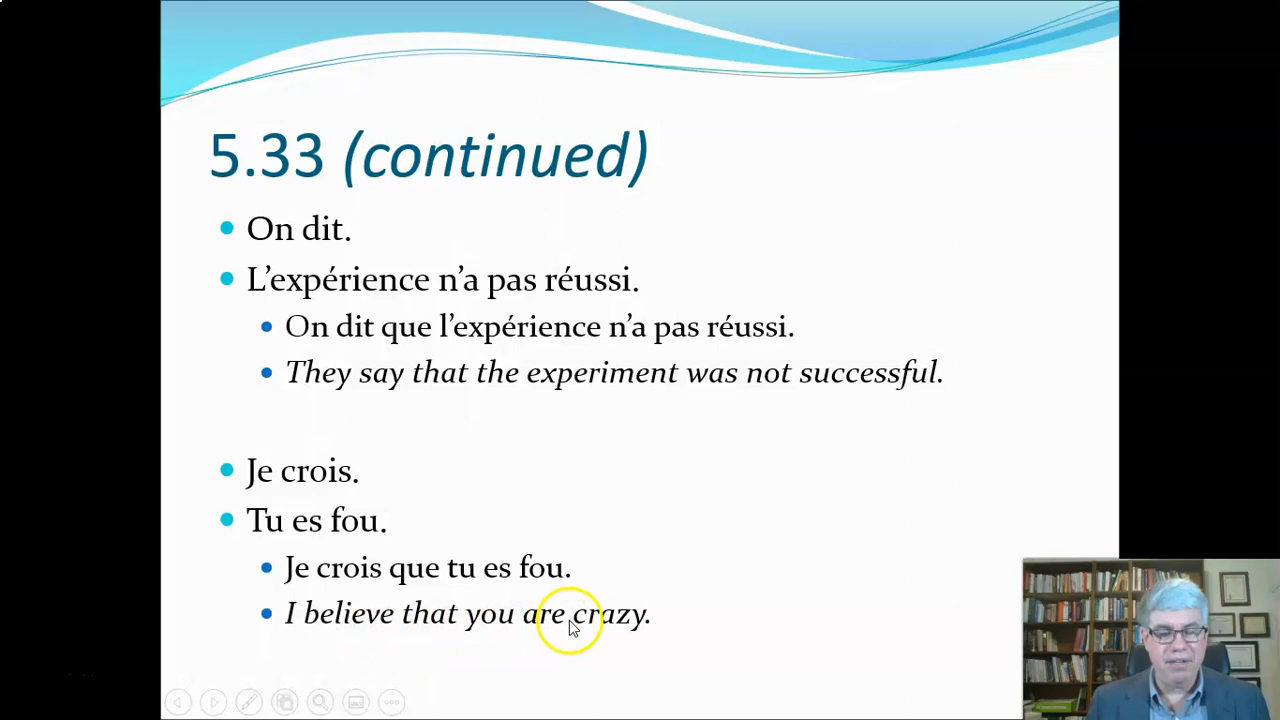 5.33 (continued)
On dit.
L’expérience n’a pas réussi.
On dit que l’expérience n’a pas réussi.
They say that the experiment was not successful.
Je crois.
Tu es fou.
Je crois que tu es fou.
I believe that you are crazy.